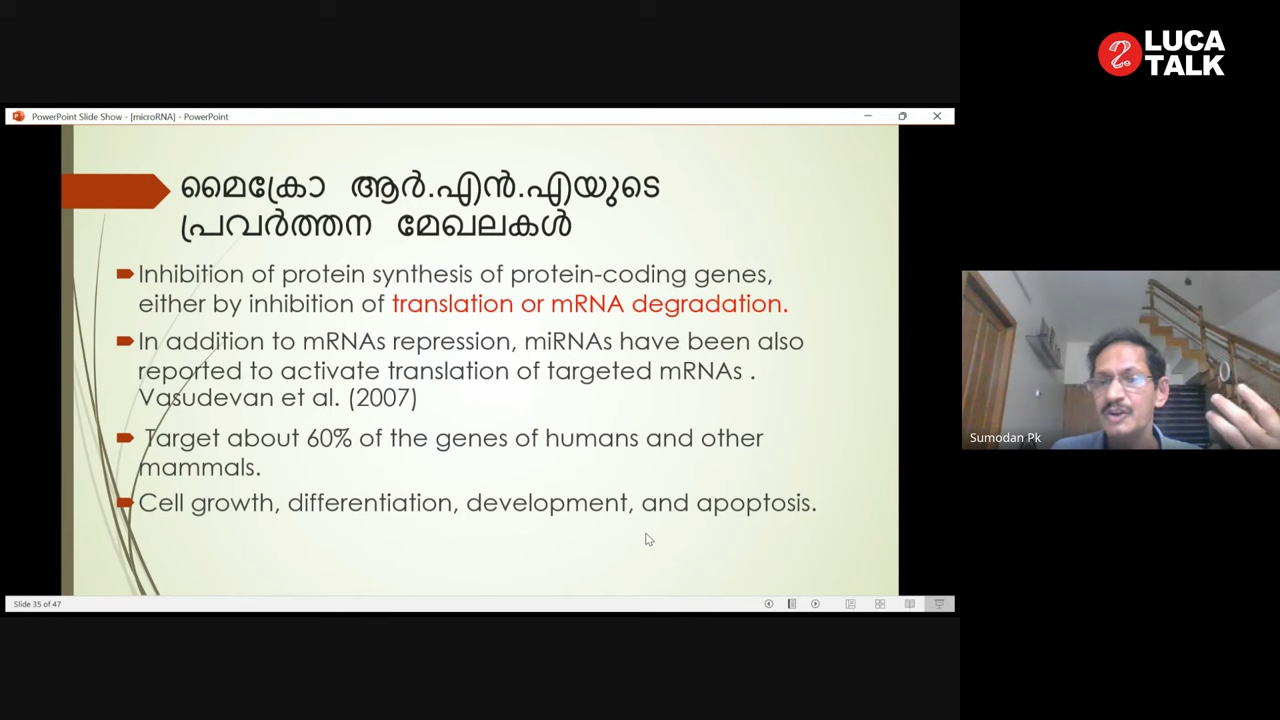 LUCA
TALK
PowerPoint Slide Show - [microRNA] - PowerPoint
മൈക്രോ ആർ.എൻ.എയുടെ
പ്രവർത്തന മേഖലകൾ
Inhibition of protein synthesis of protein-coding genes,
either by inhibition of translation or mRNA degradation.
In addition to mRNAs repression, miRNAs have been also
reported to activate translation of targeted mRNAs .
Vasudevan et al. (2007)
Target about 60% of the genes of humans and other
mammals.
Cell growth, differentiation, development, and apoptosis.
Slide 35 of 47
Sumodan Pk